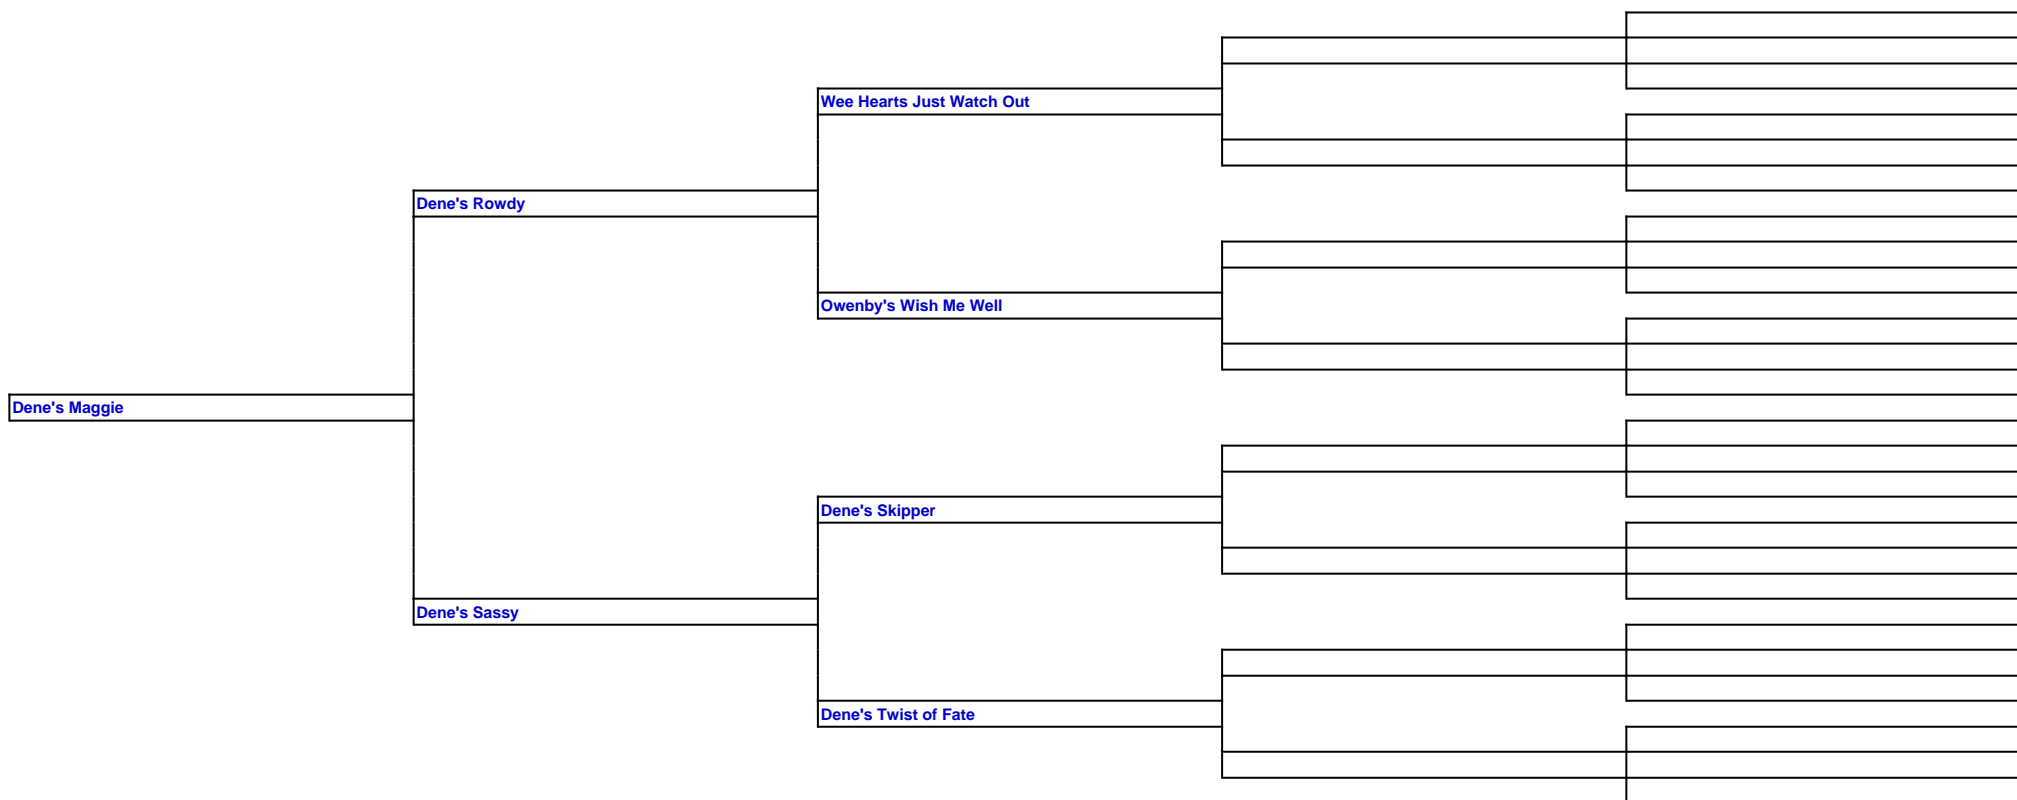 Wee Hearts Just Watch Out
Dene's Rowdy
Owenby's Wish Me Well
Dene's Maggie
Dene's Skipper
Dene's Sassy
Dene's Twist of Fate